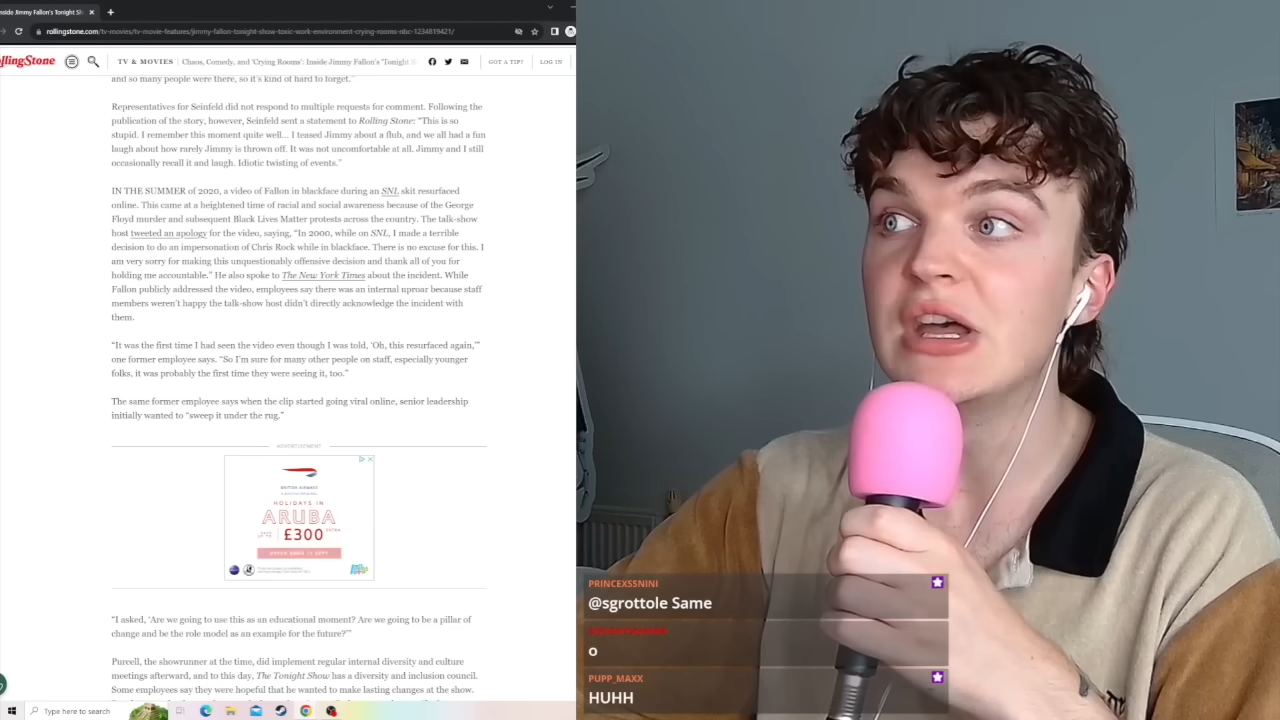 nside Jimmy Fallon's 'Tonight Sh
rollingstone.com/tv-movies/tv-movie-features/jimmy-fallon-tonight-show-toxic-work-environment-crying-rooms-nbc-1234819421/
ollingStone
TV & MOVIES
Chaos, Comedy, and 'Crying Rooms': Inside Jimmy Fallon's 'Tonight
GOT A TIP?
LOG IN
and so many people were there, so it's kind of hard to forget."
Representatives for Seinfeld did not respond to multiple requests for comment. Following the
publication of the story, however, Seinfeld sent a statement to Rolling Stone: "This is so
stupid. I remember this moment quite well... I teased Jimmy about a flub, and we all had a fun
laugh about how rarely Jimmy is thrown off. It was not uncomfortable at all. Jimmy and I still
occasionally recall it and laugh. Idiotic twisting of events."
IN THE SUMMER of 2020, a video of Fallon in blackface during an SNL skit resurfaced
online. This came at a heightened time of racial and social awareness because of the George
Floyd murder and subsequent Black Lives Matter protests across the country. The talk-show
host tweeted an apology for the video, saying, "In 2000, while on SNL, I made a terrible
decision to do an impersonation of Chris Rock while in blackface. There is no excuse for this. I
am very sorry for making this unquestionably offensive decision and thank all of you for
holding me accountable." He also spoke to The New York Times about the incident. While
Fallon publicly addressed the video, employees say there was an internal uproar because staff
members weren't happy the talk-show host didn't directly acknowledge the incident with
them.
"It was the first time I had seen the video even though I was told, 'Oh, this resurfaced again,'"
one former employee says. "So I'm sure for many other people on staff, especially younger
folks, it was probably the first time they were seeing it, too."
The same former employee says when the clip started going viral online, senior leadership
initially wanted to "sweep it under the rug."
ADVERTISEMENT
BRITISH AIRWAYS
HOLIDAYS IN
ARUBA
SAVE UP TO £300 EXTRA
"I asked, 'Are we going to use this as an educational moment? Are we going to be a pillar of
change and be the role model as an example for the future?'"
Purcell, the showrunner at the time, did implement regular internal diversity and culture
meetings afterward, and to this day, The Tonight Show has a diversity and inclusion council.
Some employees say they were hopeful that he wanted to make lasting changes at the show.
Type here to search
PRINCEXSSNINI
@sgrottole Same
o
PUPP_MAXX
HUHH